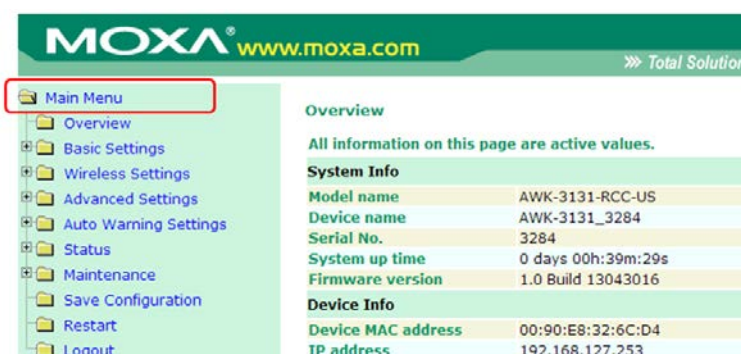 MOXA® www.moxa.com
Total Solution
Main Menu
Overview
Basic Settings
Wireless Settings
Advanced Settings
Auto Warning Settings
Status
Maintenance
Save Configuration
Restart
Logout
Overview
All information on this page are active values.
System Info
Model name AWK-3131-RCC-US
Device name AWK-3131_3284
Serial No. 3284
System up time 0 days 00h:39m:29s
Firmware version 1.0 Build 13043016
Device Info
Device MAC address 00:90:E8:32:6C:D4
IP address 192.168.127.253